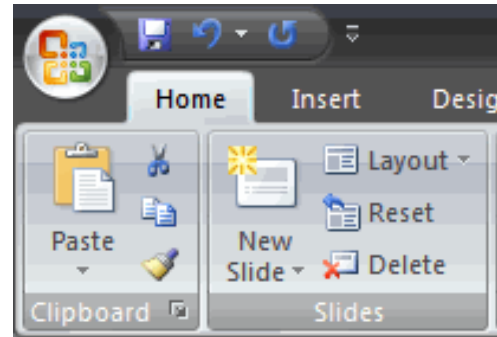 Home Insert Desig
Layout
Reset
Paste New
Slide Delete
Clipboard Slides